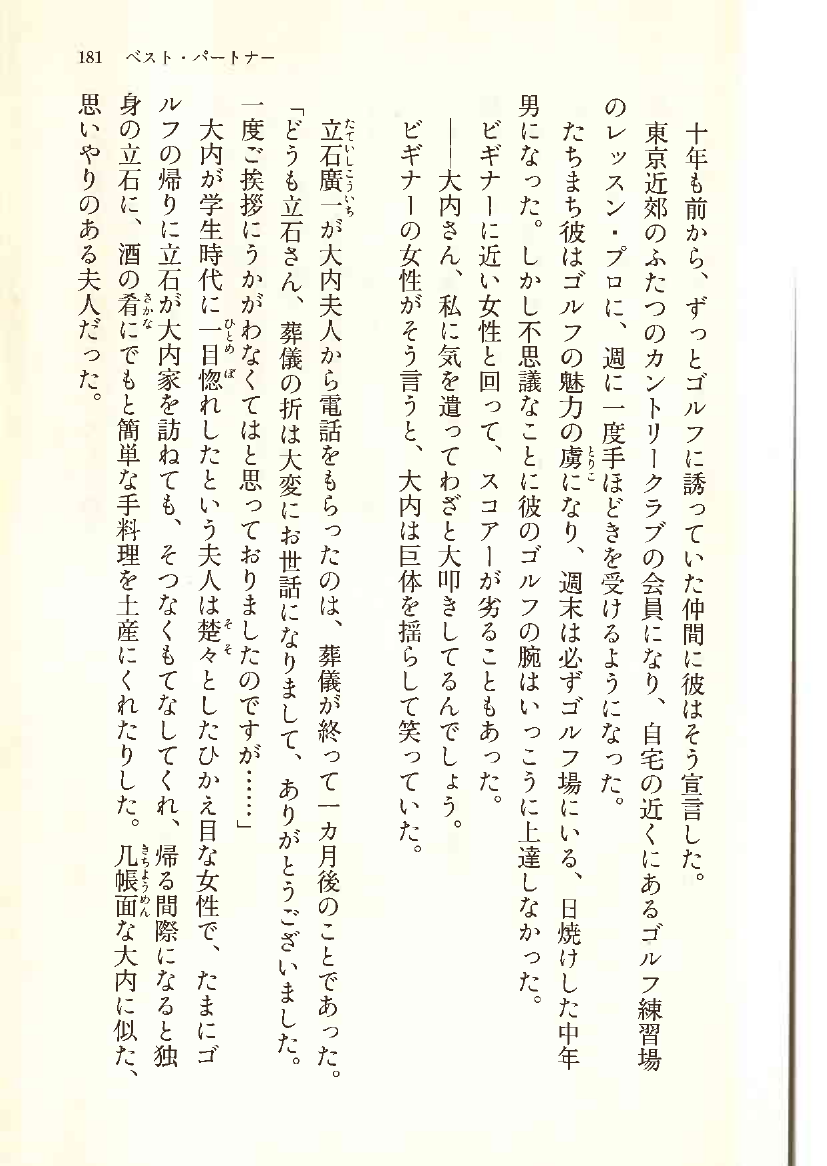 181 ベスト・パートナー
十年も前から、ずっとゴルフに誘っていた仲間に彼はそう宣言した。
東京近郊のふたつのカントリークラブの会員になり、自宅の近くにあるゴルフ練習場
のレッスン・プロに、週に一度手ほどきを受けるようになった。
たちまち彼はゴルフの魅力の虜になり、週末は必ずゴルフ場にいる、日焼けした中年
男になった。しかし不思議なことに彼のゴルフの腕はいっこうに上達しなかった。
ビギナーに近い女性と回って、スコアーが劣ることもあった。
――大内さん、私に気を遣ってわざと大叩きしてるんでしょう。
ビギナーの女性がそう言うと、大内は巨体を揺らして笑っていた。
立石廣一が大内夫人から電話をもらったのは、葬儀が終って一カ月後のことであった。
「どうも立石さん、葬儀の折は大変にお世話になりまして、ありがとうございました。
一度ご挨拶にうかがわなくてはと思っておりましたのですが……」
大内が学生時代に一目惚れしたという夫人は楚々としたひかえ目な女性で、たまにゴ
ルフの帰りに立石が大内家を訪ねても、そつなくもてなしてくれ、帰る間際になると独
身の立石に、酒の肴にでもと簡単な手料理を土産にくれたりした。几帳面な大内に似た、
思いやりのある夫人だった。